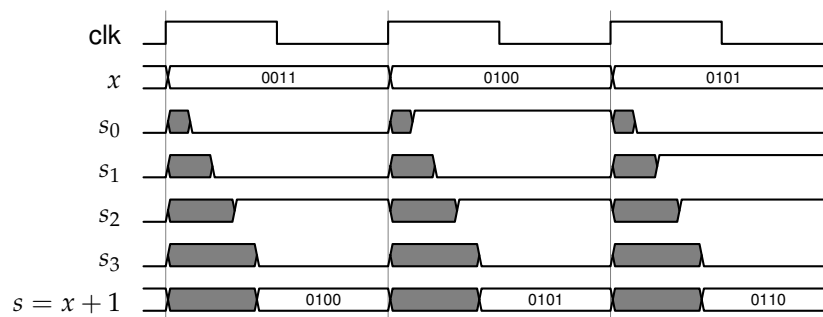 clk
x 0011 0100 0101
s₀
s₁
s₂
s₃
s = x + 1 0100 0101 0110